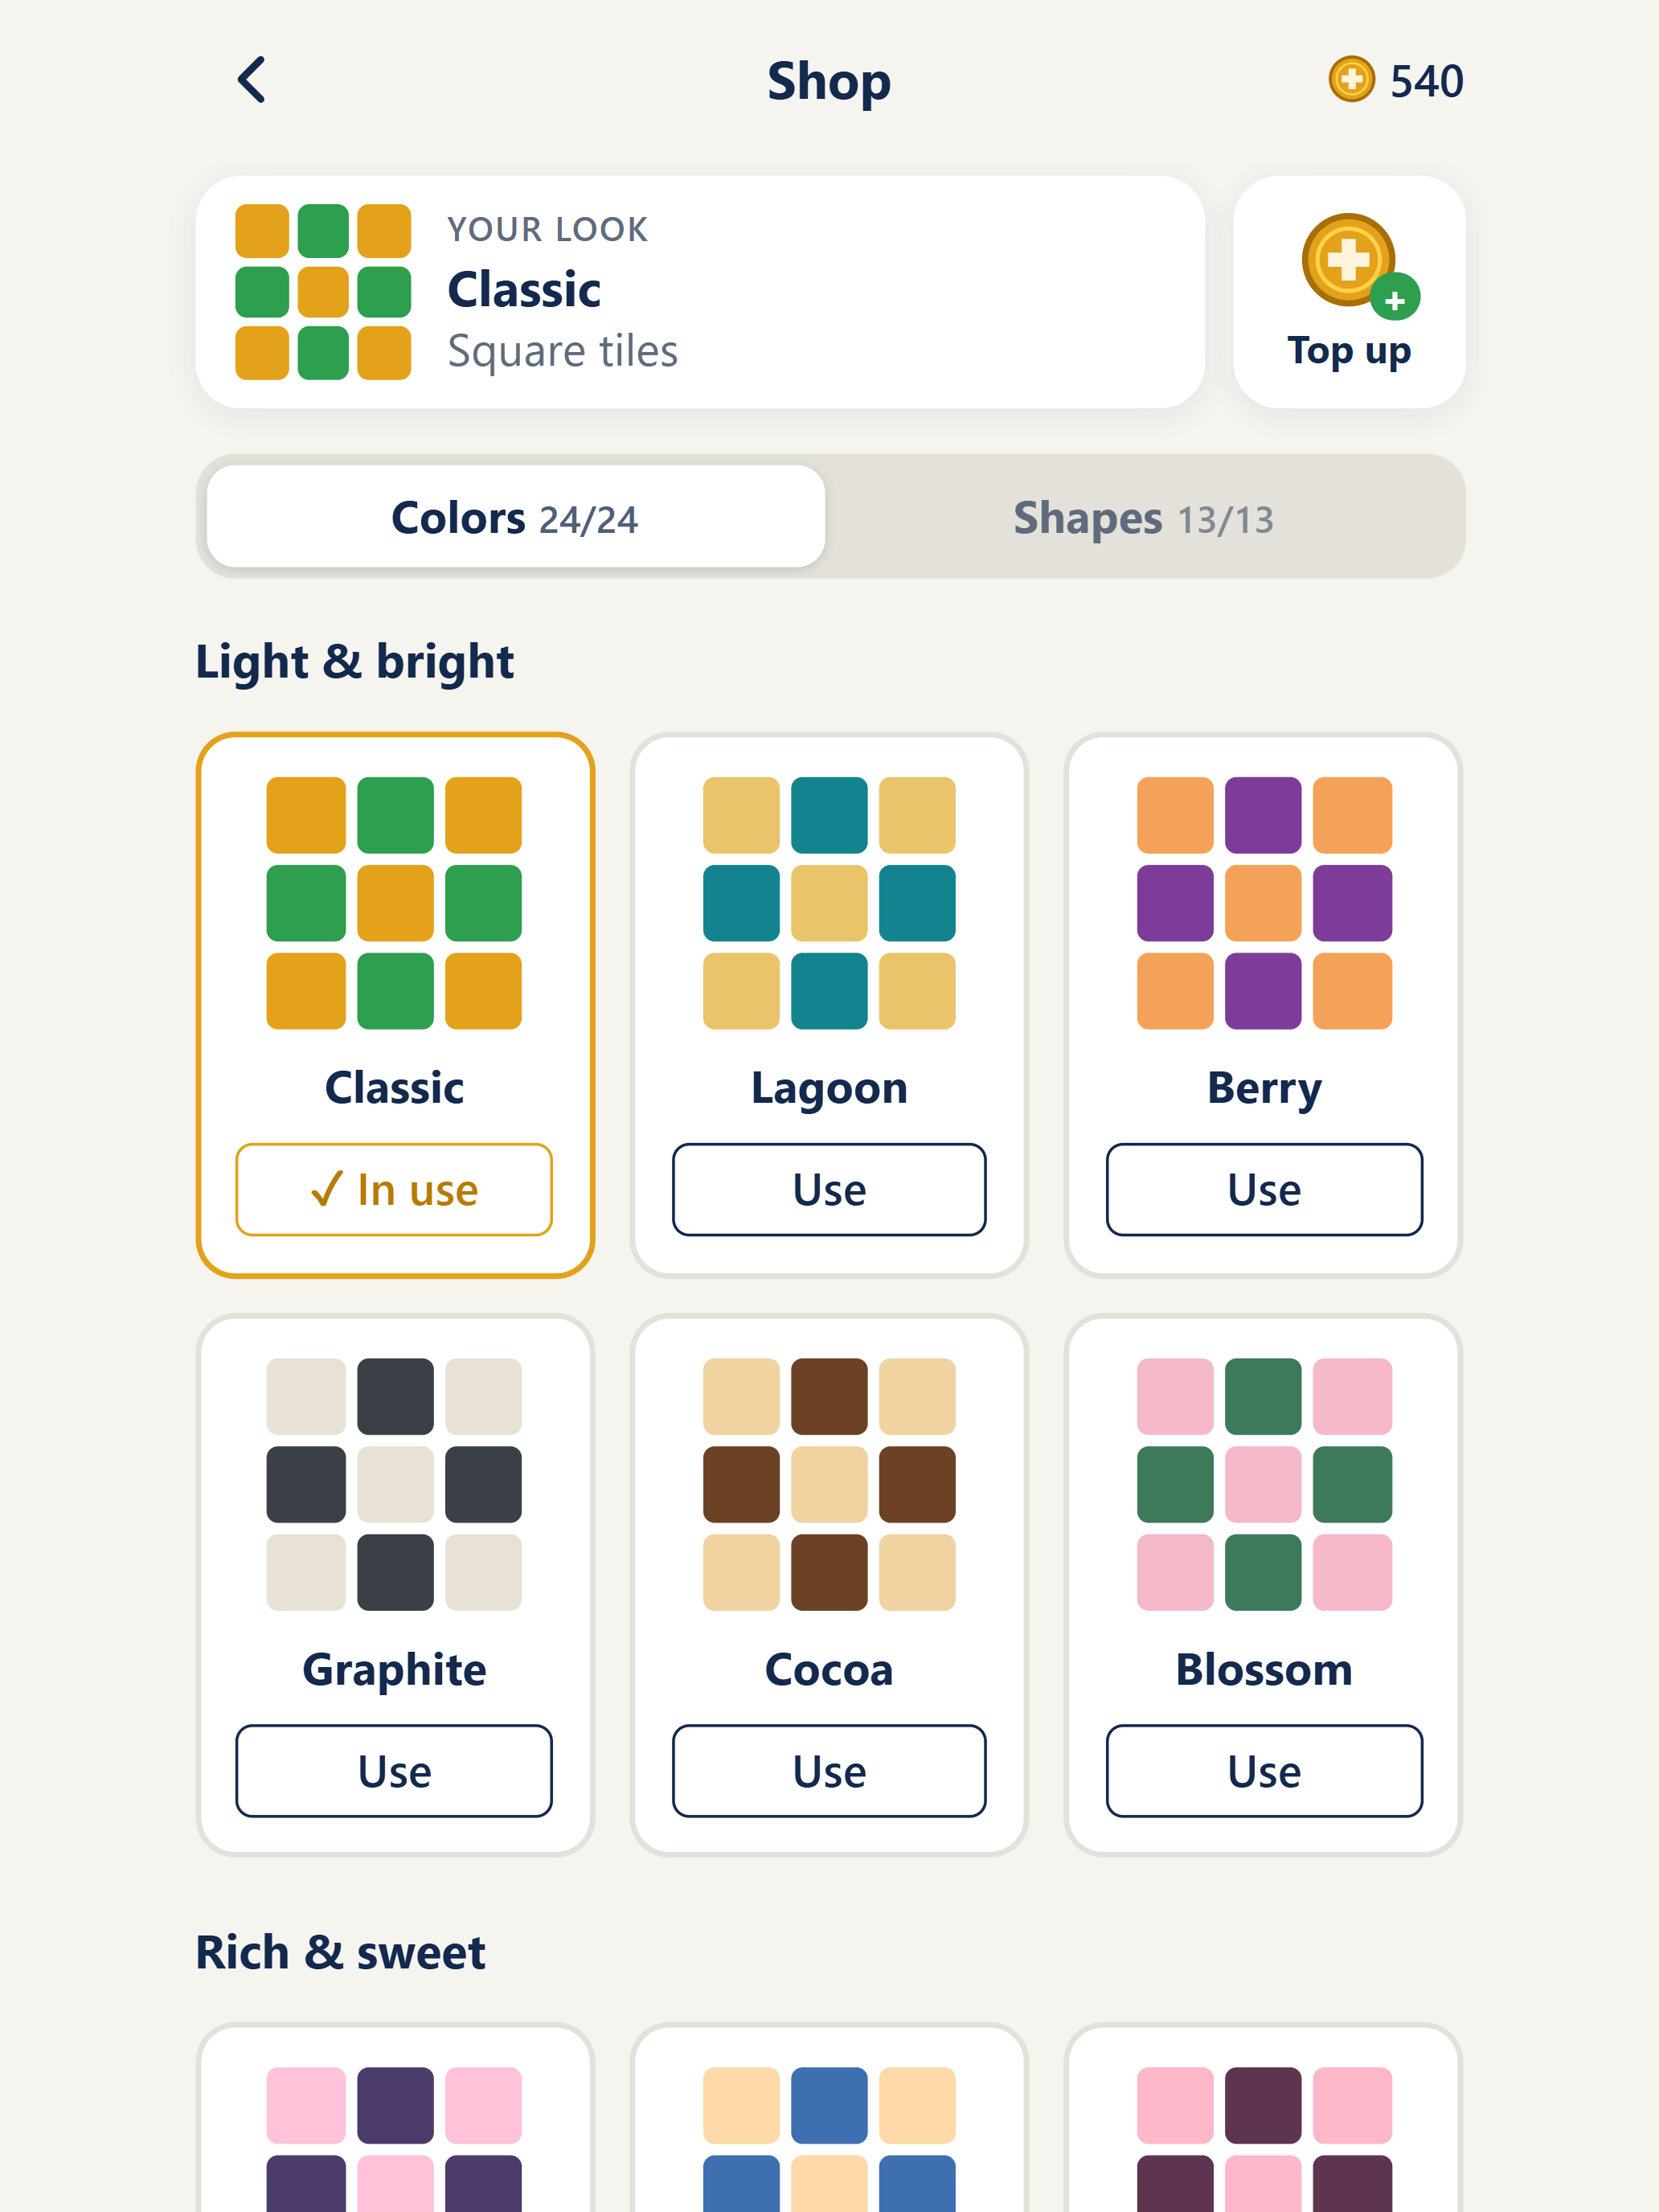 Shop
540
YOUR LOOK
Classic
Square tiles
Top up
Colors 24/24
Shapes 13/13
Light & bright
Classic
Lagoon
Berry
✓ In use
Use
Use
Graphite
Cocoa
Blossom
Use
Use
Use
Rich & sweet